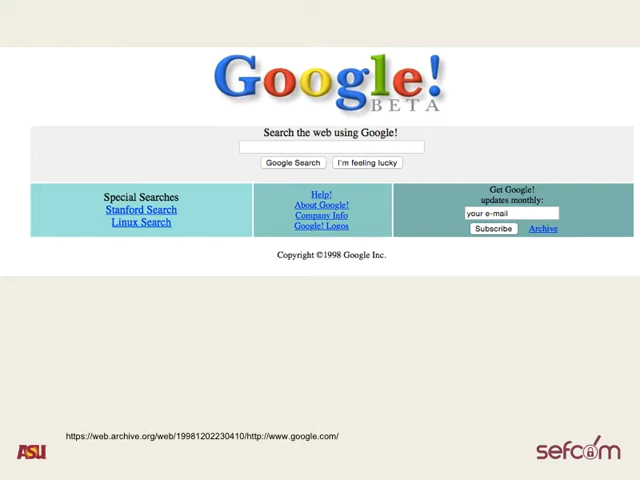 Google!
BETA
Search the web using Google!
Google Search
I'm feeling lucky
Special Searches
Stanford Search
Linux Search
Help!
About Google!
Company Info
Google! Logos
Get Google!
updates monthly:
your e-mail
Subscribe Archive
Copyright ©1998 Google Inc.
https://web.archive.org/web/19981202230410/http://www.google.com/
ASU
sefcom